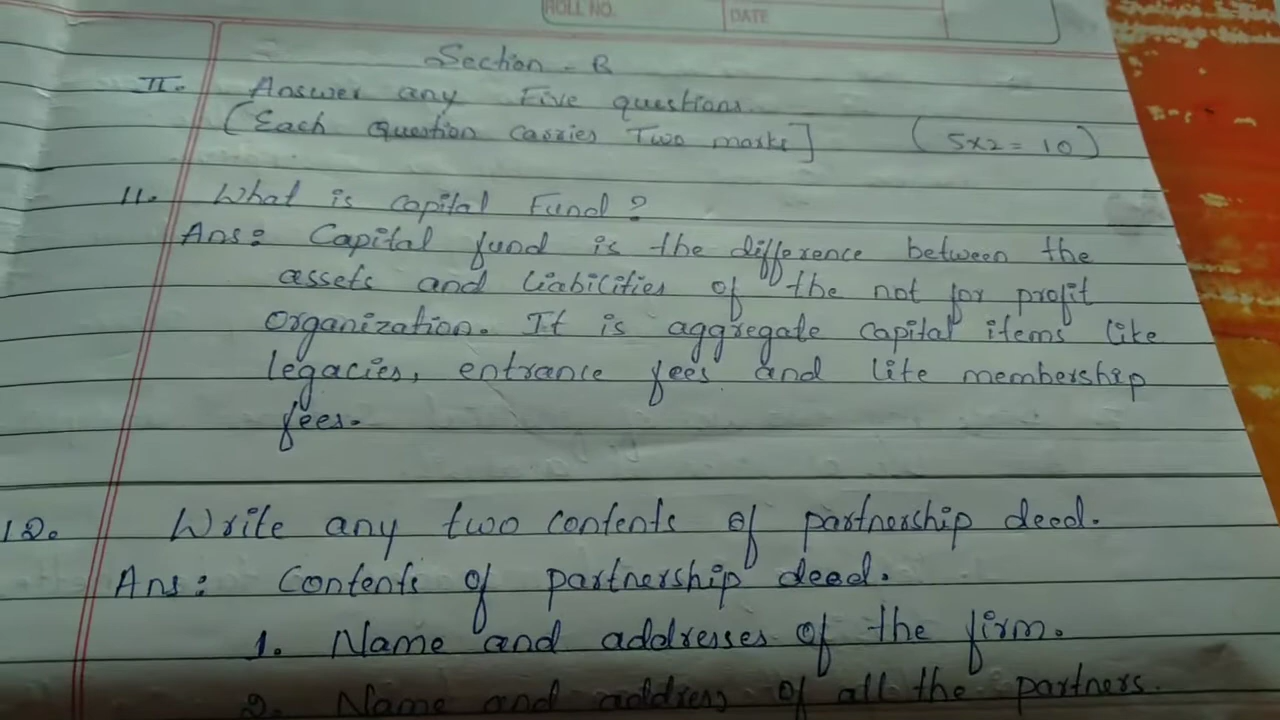 ROLL NO.
DATE
Section - B
II. Answer any Five questions
(Each question carries Two marks] (5x2=10)
11. What is capital Fund?
Ans: Capital fund is the difference between the
assets and liabilities of the not for profit
Organization. It is aggregate capital items like
legacies, entrance fees and lite membership
fees.
12. Write any two contents of partnership deed.
Ans: Contents of partnership deed.
1. Name and addresses of the firm.
2. Name and address of all the partners.